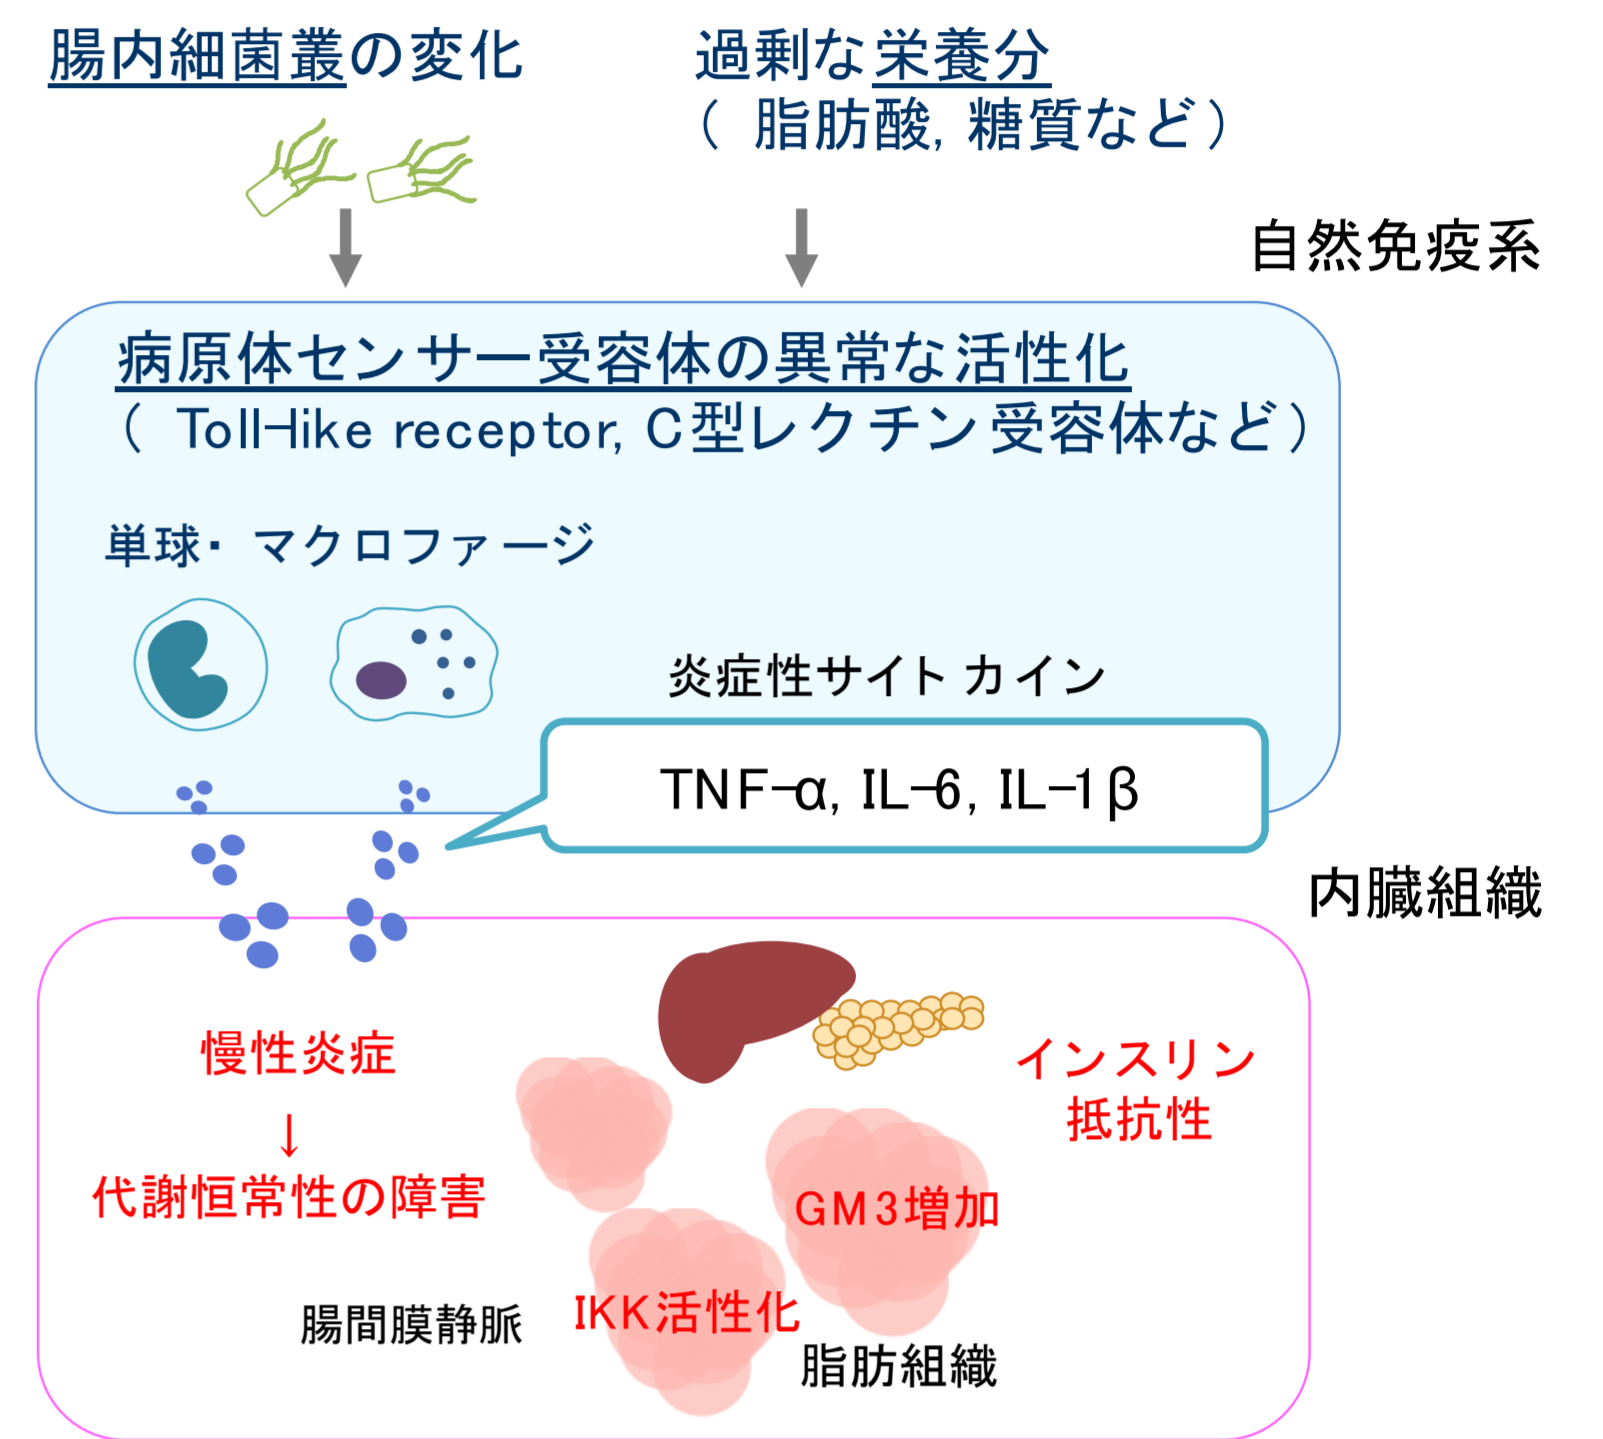 腸内細菌叢の変化
過剰な栄養分
（脂肪酸, 糖質など）
自然免疫系
病原体センサー受容体の異常な活性化
（Toll-like receptor, C型レクチン受容体など）
単球・マクロファージ
炎症性サイトカイン
TNF-α, IL-6, IL-1β
内臓組織
慢性炎症
↓
代謝恒常性の障害
インスリン
抵抗性
GM3増加
IKK活性化
腸間膜静脈
脂肪組織